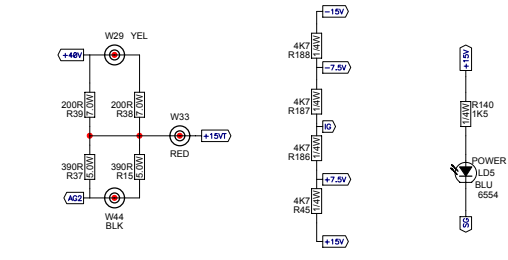 W29 YEL
+40V
200R
R39
7.0W
200R
R38
7.0W
W33
+15VT
RED
390R
R37
5.0W
390R
R15
5.0W
AG2
W44
BLK
-15V
4K7
R188
1/4W
-7.5V
4K7
R187
1/4W
IG
4K7
R186
1/4W
+7.5V
4K7
R45
1/4W
+15V
+15V
R140
1K5
1/4W
POWER
LD5
BLU
6554
SG